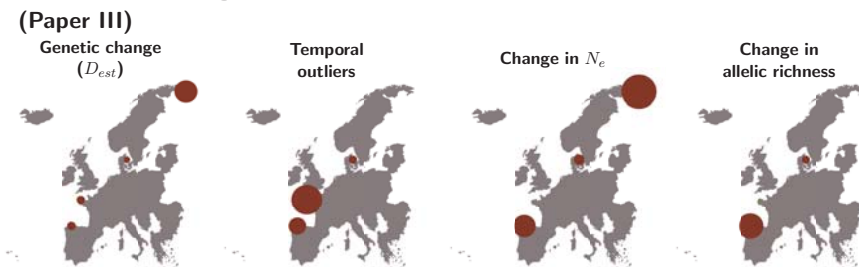 (Paper III)
Genetic change
(D_est)
Temporal
outliers
Change in N_e
Change in
allelic richness